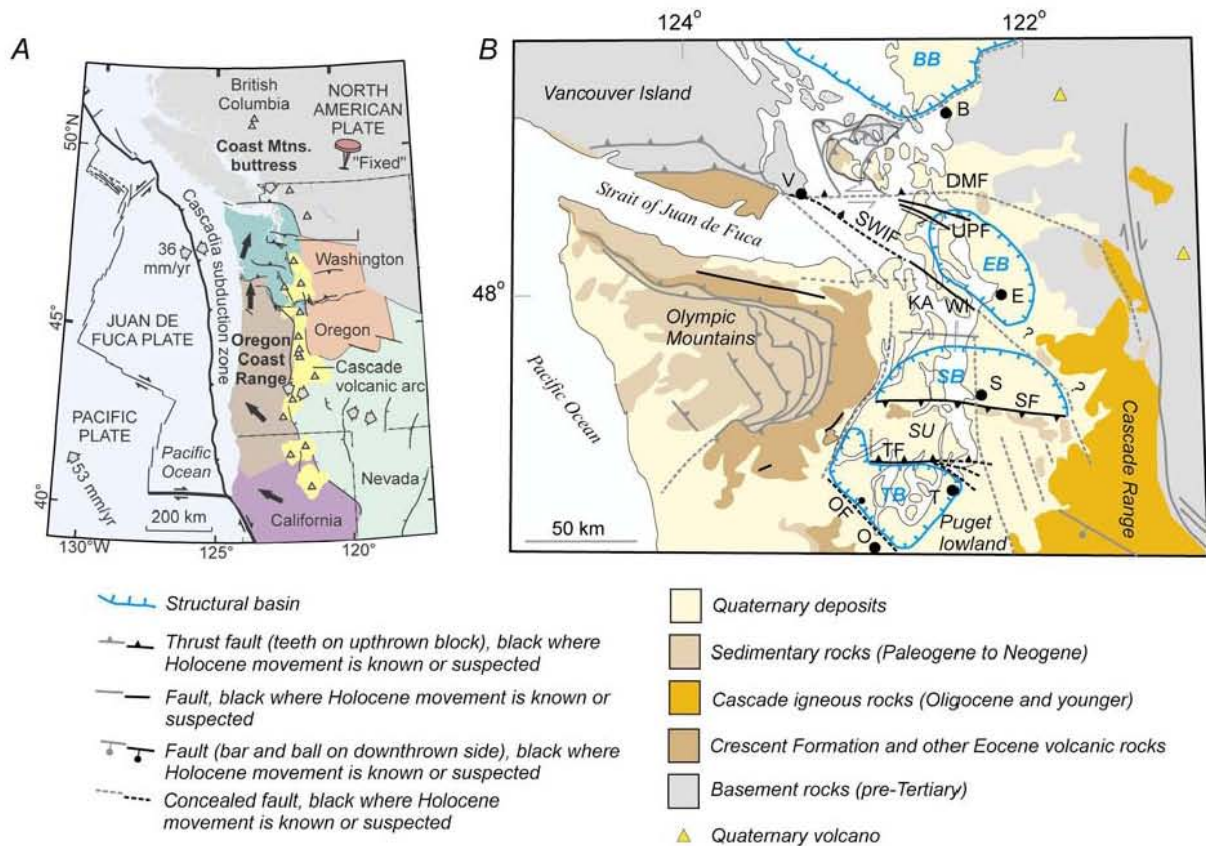 A
British
Columbia
NORTH
AMERICAN
PLATE
Coast Mtns.
buttress
"Fixed"
50°N
45°
40°
36
mm/yr
Cascadia subduction zone
Washington
Oregon
JUAN DE
FUCA PLATE
Oregon
Coast
Range
Cascade
volcanic arc
PACIFIC
PLATE
Pacific
Ocean
53 mm/yr
Nevada
California
200 km
130°W
125°
120°
B
124°
122°
48°
Vancouver Island
BB
B
V
DMF
Strait of Juan de Fuca
SWIF
UPF
EB
E
KA
WI
?
Olympic
Mountains
Pacific Ocean
SB
S
SF
?
SU
TF
TB
T
OF
O
Puget
lowland
Cascade Range
50 km
Structural basin
Thrust fault (teeth on upthrown block), black where
Holocene movement is known or suspected
Fault, black where Holocene movement is known or
suspected
Fault (bar and ball on downthrown side), black where
Holocene movement is known or suspected
Concealed fault, black where Holocene
movement is known or suspected
Quaternary deposits
Sedimentary rocks (Paleogene to Neogene)
Cascade igneous rocks (Oligocene and younger)
Crescent Formation and other Eocene volcanic rocks
Basement rocks (pre-Tertiary)
Quaternary volcano